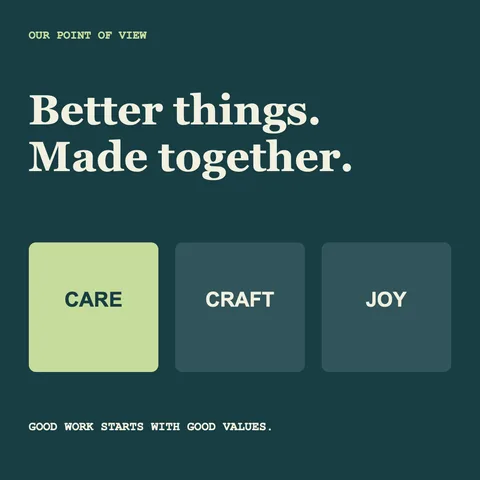 OUR POINT OF VIEW
Better things.
Made together.
CARE
CRAFT
JOY
GOOD WORK STARTS WITH GOOD VALUES.